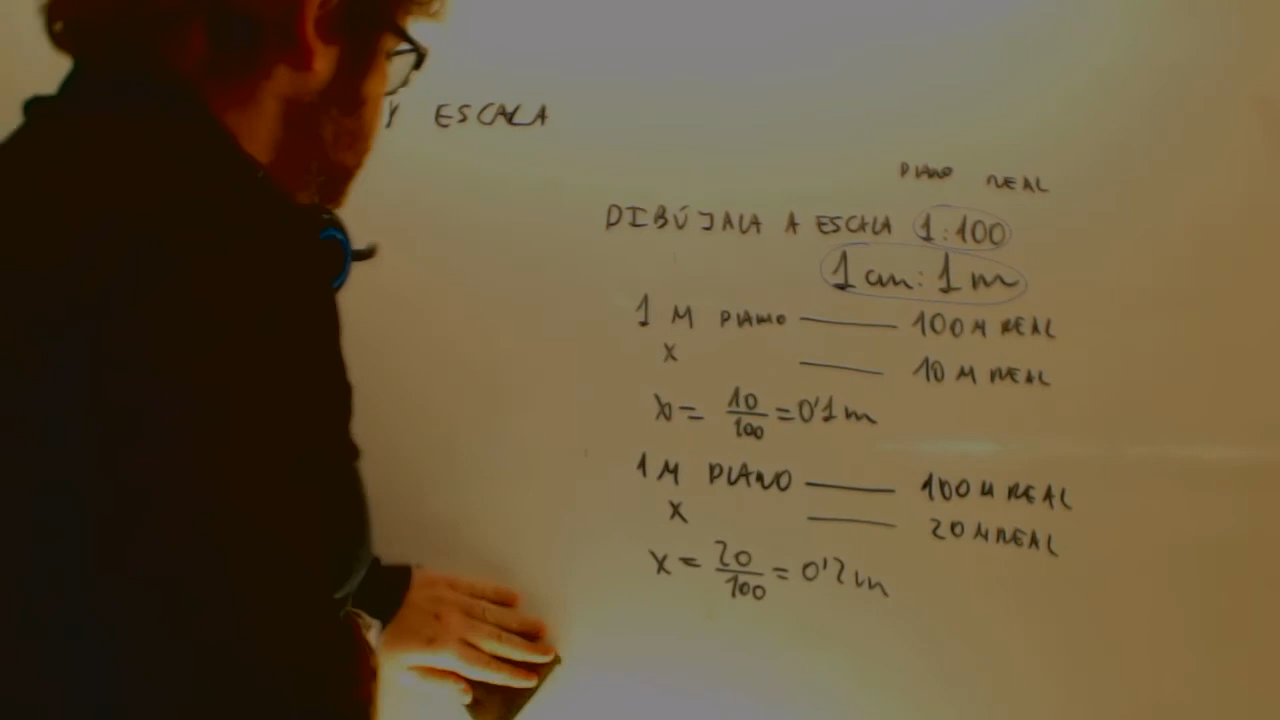 Y ESCALA
PLANO REAL
DIBÚJALA A ESCALA 1:100
1 cm: 1 m
1 M PLANO —— 100 M REAL
X —— 10 M REAL
X = 10/100 = 0'1 m
1 M PLANO —— 100 M REAL
X —— 20 M REAL
X = 20/100 = 0'2 m